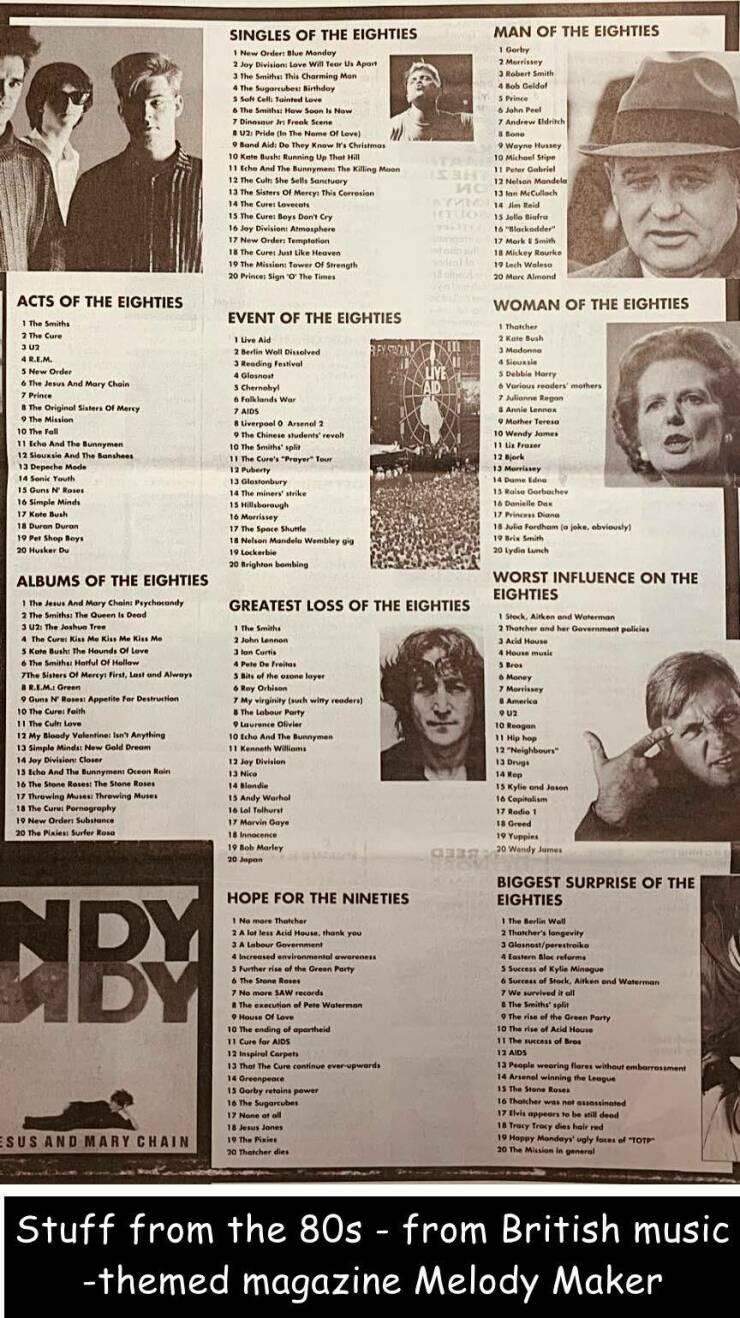 SINGLES OF THE EIGHTIES
1 New Order: Blue Monday
2 Joy Division: Love Will Tear Us Apart
3 The Smiths: This Charming Man
4 The Sugarcubes: Birthday
5 Soft Cell: Tainted Love
6 The Smiths: How Soon Is Now
7 Dinosaur Jr: Freak Scene
8 U2: Pride (In The Name Of Love)
9 Band Aid: Do They Know It's Christmas
10 Kate Bush: Running Up That Hill
11 Echo And The Bunnymen: The Killing Moon
12 The Cult: She Sells Sanctuary
13 The Sisters Of Mercy: This Corrosion
14 The Cure: Lovecats
15 The Cure: Boys Don't Cry
16 Joy Division: Atmosphere
17 New Order: Temptation
18 The Cure: Just Like Heaven
19 The Mission: Tower Of Strength
20 Prince: Sign 'O' The Times
MAN OF THE EIGHTIES
1 Gorby
2 Morrissey
3 Robert Smith
4 Bob Geldof
5 Prince
6 John Peel
7 Andrew Eldritch
8 Bono
9 Wayne Hussey
10 Michael Stipe
11 Peter Gabriel
12 Nelson Mandela
13 Ian McCulloch
14 Jim Reid
15 Jello Biafra
16 "Blackadder"
17 Mark E Smith
18 Mickey Rourke
19 Lech Walesa
20 Marc Almond
ACTS OF THE EIGHTIES
1 The Smiths
2 The Cure
3 U2
4 R.E.M.
5 New Order
6 The Jesus And Mary Chain
7 Prince
8 The Original Sisters Of Mercy
9 The Mission
10 The Fall
11 Echo And The Bunnymen
12 Siouxsie And The Banshees
13 Depeche Mode
14 Sonic Youth
15 Guns N' Roses
16 Simple Minds
17 Kate Bush
18 Duran Duran
19 Pet Shop Boys
20 Husker Du
EVENT OF THE EIGHTIES
1 Live Aid
2 Berlin Wall Dissolved
3 Reading Festival
4 Glasnost
5 Chernobyl
6 Falklands War
7 AIDS
8 Liverpool 0 Arsenal 2
9 The Chinese students' revolt
10 The Smiths' split
11 The Cure's "Prayer" Tour
12 Puberty
13 Glastonbury
14 The miners' strike
15 Hillsborough
16 Morrissey
17 The Space Shuttle
18 Nelson Mandela Wembley gig
19 Lockerbie
20 Brighton bombing
LIVE
AID
WOMAN OF THE EIGHTIES
1 Thatcher
2 Kate Bush
3 Madonna
4 Siouxsie
5 Debbie Harry
6 Various readers' mothers
7 Julianne Regan
8 Annie Lennox
9 Mother Teresa
10 Wendy James
11 Liz Frazer
12 Bjork
13 Morrissey
14 Dame Edna
15 Raisa Gorbachev
16 Danielle Dax
17 Princess Diana
18 Julia Fordham (a joke, obviously)
19 Brix Smith
20 Lydia Lunch
ALBUMS OF THE EIGHTIES
1 The Jesus And Mary Chain: Psychocandy
2 The Smiths: The Queen Is Dead
3 U2: The Joshua Tree
4 The Cure: Kiss Me Kiss Me Kiss Me
5 Kate Bush: The Hounds Of Love
6 The Smiths: Hatful Of Hollow
7The Sisters Of Mercy: First, Last and Always
8 R.E.M.: Green
9 Guns N' Roses: Appetite For Destruction
10 The Cure: Faith
11 The Cult: Love
12 My Bloody Valentine: Isn't Anything
13 Simple Minds: New Gold Dream
14 Joy Division: Closer
15 Echo And The Bunnymen: Ocean Rain
16 The Stone Roses: The Stone Roses
17 Throwing Muses: Throwing Muses
18 The Cure: Pornography
19 New Order: Substance
20 The Pixies: Surfer Rosa
GREATEST LOSS OF THE EIGHTIES
1 The Smiths
2 John Lennon
3 Ian Curtis
4 Pete De Freitas
5 Bits of the ozone layer
6 Roy Orbison
7 My virginity (such witty readers)
8 The Labour Party
9 Laurence Olivier
10 Echo And The Bunnymen
11 Kenneth Williams
12 Joy Division
13 Nico
14 Blondie
15 Andy Warhol
16 Lol Tolhurst
17 Marvin Gaye
18 Innocence
19 Bob Marley
20 Japan
WORST INFLUENCE ON THE
EIGHTIES
1 Stock, Aitken and Waterman
2 Thatcher and her Government policies
3 Acid House
4 House music
5 Bros
6 Money
7 Morrissey
8 America
9 U2
10 Reagan
11 Hip hop
12 "Neighbours"
13 Drugs
14 Rap
15 Kylie and Jason
16 Capitalism
17 Radio 1
18 Greed
19 Yuppies
20 Wendy James
NDY
NDY
ESUS AND MARY CHAIN
HOPE FOR THE NINETIES
1 No more Thatcher
2 A lot less Acid House, thank you
3 A Labour Government
4 Increased environmental awareness
5 Further rise of the Green Party
6 The Stone Roses
7 No more SAW records
8 The execution of Pete Waterman
9 House Of Love
10 The ending of apartheid
11 Cure for AIDS
12 Inspiral Carpets
13 That The Cure continue ever-upwards
14 Greenpeace
15 Gorby retains power
16 The Sugarcubes
17 None at all
18 Jesus Jones
19 The Pixies
20 Thatcher dies
BIGGEST SURPRISE OF THE
EIGHTIES
1 The Berlin Wall
2 Thatcher's longevity
3 Glasnost/perestroika
4 Eastern Bloc reforms
5 Success of Kylie Minogue
6 Success of Stock, Aitken and Waterman
7 We survived it all
8 The Smiths' split
9 The rise of the Green Party
10 The rise of Acid House
11 The success of Bros
12 AIDS
13 People wearing flares without embarrassment
14 Arsenal winning the League
15 The Stone Roses
16 Thatcher was not assassinated
17 Elvis appears to be still dead
18 Tracy Tracy dies hair red
19 Happy Mondays' ugly faces of "TOTP"
20 The Mission in general
Stuff from the 80s - from British music
-themed magazine Melody Maker